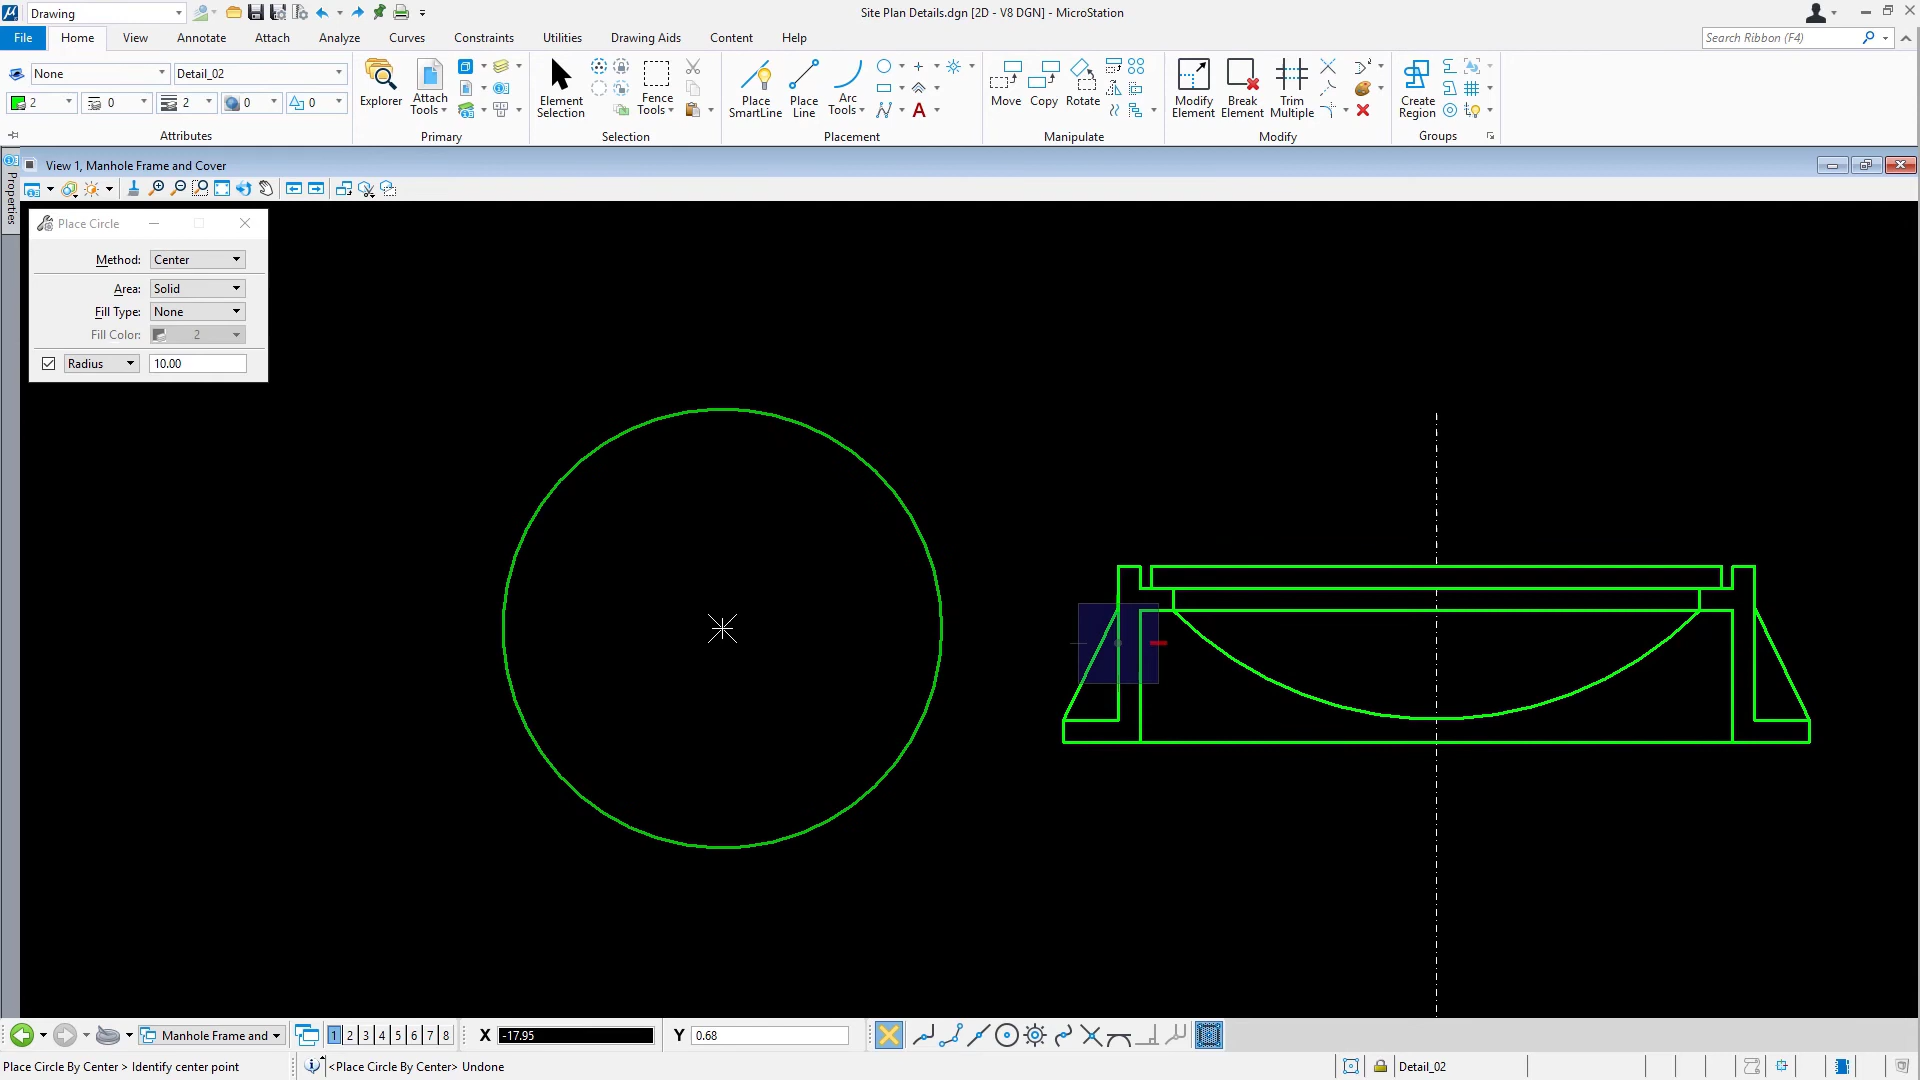 Drawing
Site Plan Details.dgn [2D - V8 DGN] - MicroStation
File Home View Annotate Attach Analyze Curves Constraints Utilities Drawing Aids Content Help
Search Ribbon (F4)
None Detail_02
2 0 2 0 0
Attributes
Explorer
Attach Tools
Primary
Element Selection
Fence Tools
Selection
Place SmartLine
Place Line
Arc Tools
Placement
Move
Copy
Rotate
Manipulate
Modify Element
Break Element
Trim Multiple
Modify
Create Region
Groups
Properties
View 1, Manhole Frame and Cover
Place Circle
Method: Center
Area: Solid
Fill Type: None
Fill Color: 2
Radius 10.00
Manhole Frame and
1 2 3 4 5 6 7 8
X -17.95
Y 0.68
Place Circle By Center > Identify center point
<Place Circle By Center> Undone
Detail_02